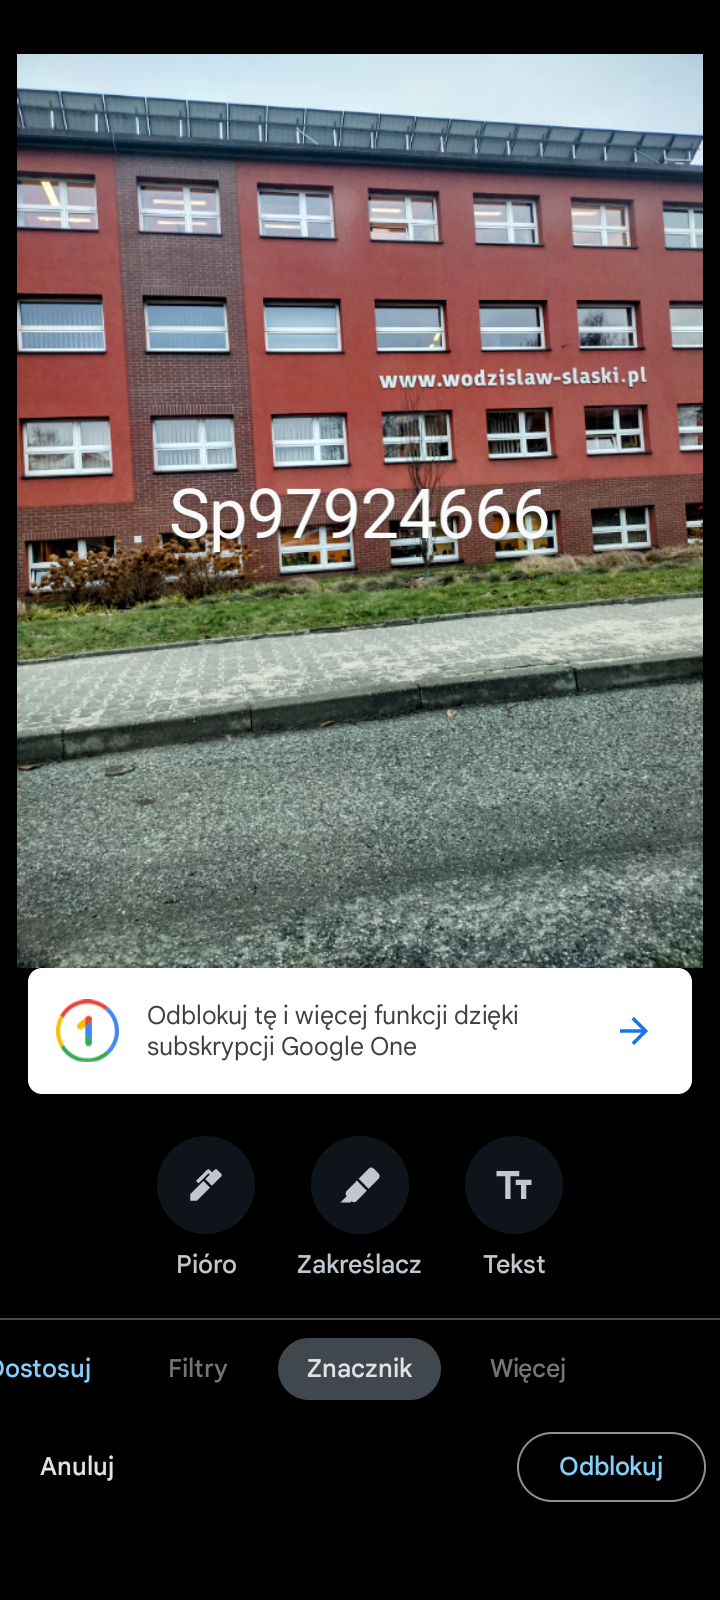 www.wodzislaw-slaski.pl
Sp97924666
1
Odblokuj tę i więcej funkcji dzięki
subskrypcji Google One
Pióro
Zakreślacz
Tekst
Dostosuj
Filtry
Znacznik
Więcej
Anuluj
Odblokuj